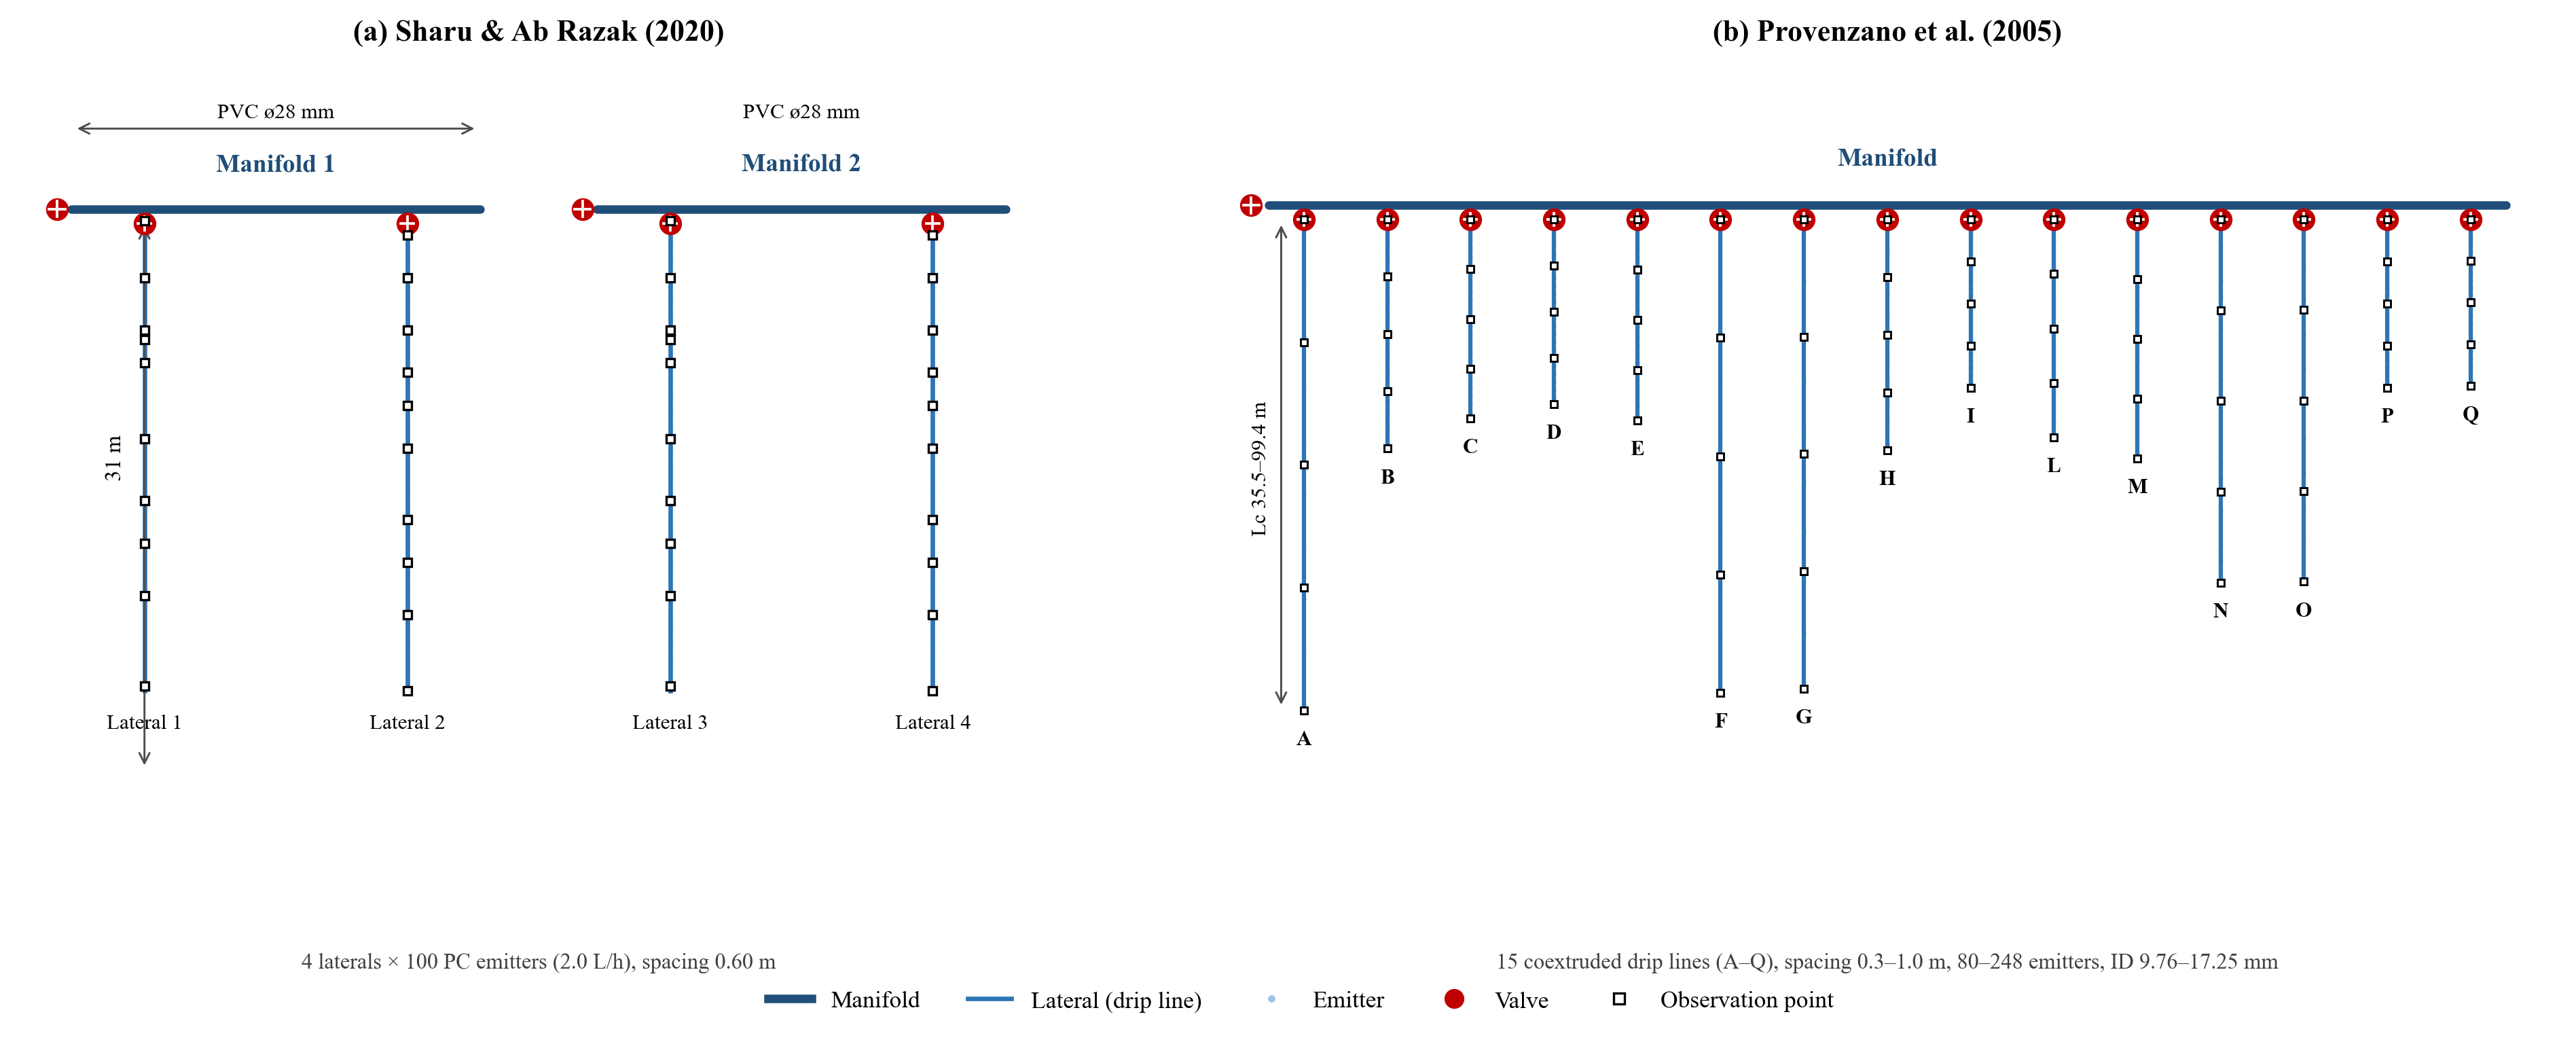 (a) Sharu & Ab Razak (2020)
(b) Provenzano et al. (2005)
PVC ø28 mm
PVC ø28 mm
Manifold 1
Manifold 2
Manifold
31 m
Lc 35.5–99.4 m
Lateral 1
Lateral 2
Lateral 3
Lateral 4
A
B
C
D
E
F
G
H
I
L
M
N
O
P
Q
4 laterals × 100 PC emitters (2.0 L/h), spacing 0.60 m
15 coextruded drip lines (A–Q), spacing 0.3–1.0 m, 80–248 emitters, ID 9.76–17.25 mm
Manifold
Lateral (drip line)
Emitter
Valve
Observation point